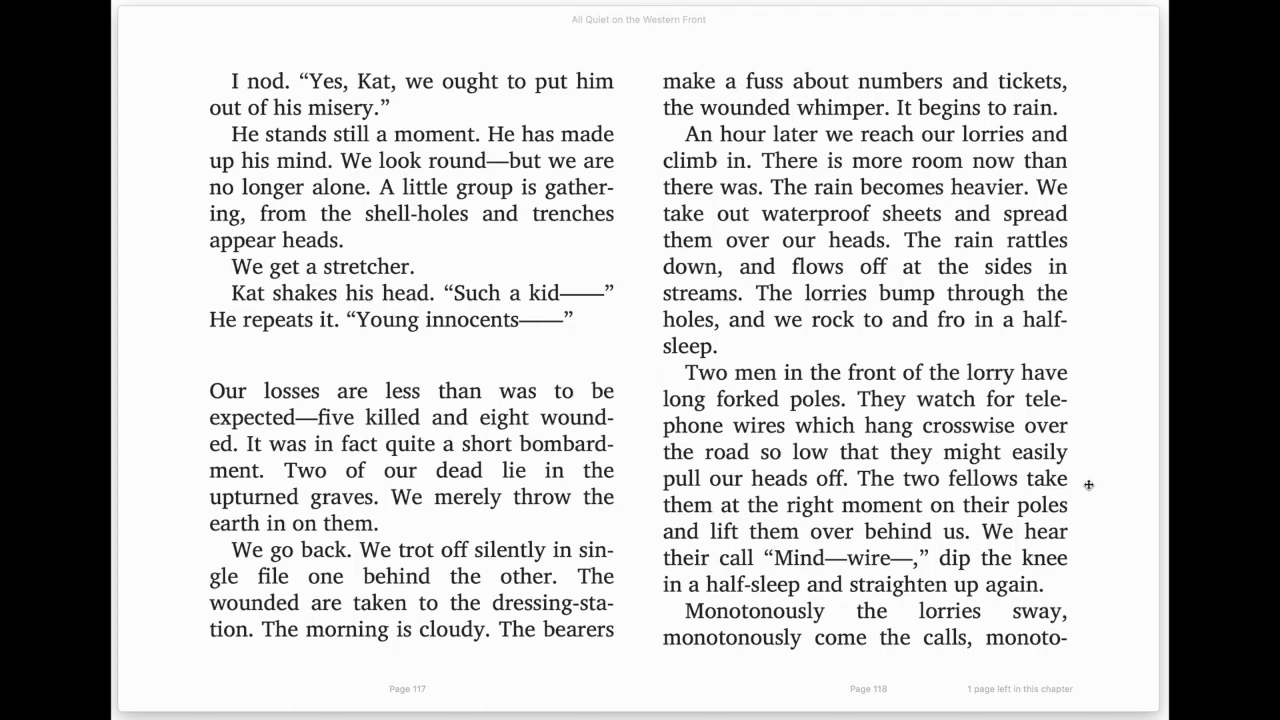 All Quiet on the Western Front
I nod. “Yes, Kat, we ought to put him
out of his misery.”
He stands still a moment. He has made
up his mind. We look round—but we are
no longer alone. A little group is gather-
ing, from the shell-holes and trenches
appear heads.
We get a stretcher.
Kat shakes his head. “Such a kid——”
He repeats it. “Young innocents——”
Our losses are less than was to be
expected—five killed and eight wound-
ed. It was in fact quite a short bombard-
ment. Two of our dead lie in the
upturned graves. We merely throw the
earth in on them.
We go back. We trot off silently in sin-
gle file one behind the other. The
wounded are taken to the dressing-sta-
tion. The morning is cloudy. The bearers
make a fuss about numbers and tickets,
the wounded whimper. It begins to rain.
An hour later we reach our lorries and
climb in. There is more room now than
there was. The rain becomes heavier. We
take out waterproof sheets and spread
them over our heads. The rain rattles
down, and flows off at the sides in
streams. The lorries bump through the
holes, and we rock to and fro in a half-
sleep.
Two men in the front of the lorry have
long forked poles. They watch for tele-
phone wires which hang crosswise over
the road so low that they might easily
pull our heads off. The two fellows take
them at the right moment on their poles
and lift them over behind us. We hear
their call “Mind—wire—,” dip the knee
in a half-sleep and straighten up again.
Monotonously the lorries sway,
monotonously come the calls, monoto-
Page 117
Page 118
1 page left in this chapter